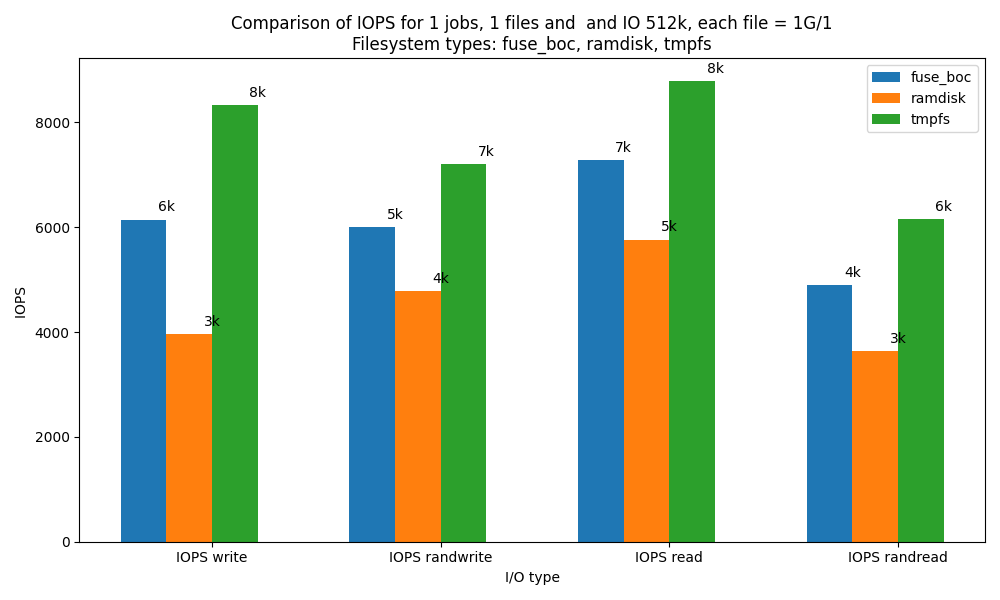 Comparison of IOPS for 1 jobs, 1 files and  and IO 512k, each file = 1G/1
Filesystem types: fuse_boc, ramdisk, tmpfs
fuse_boc
ramdisk
tmpfs
8000
6000
4000
2000
0
IOPS
6k
3k
8k
5k
4k
7k
7k
5k
8k
4k
3k
6k
IOPS write
IOPS randwrite
IOPS read
IOPS randread
I/O type